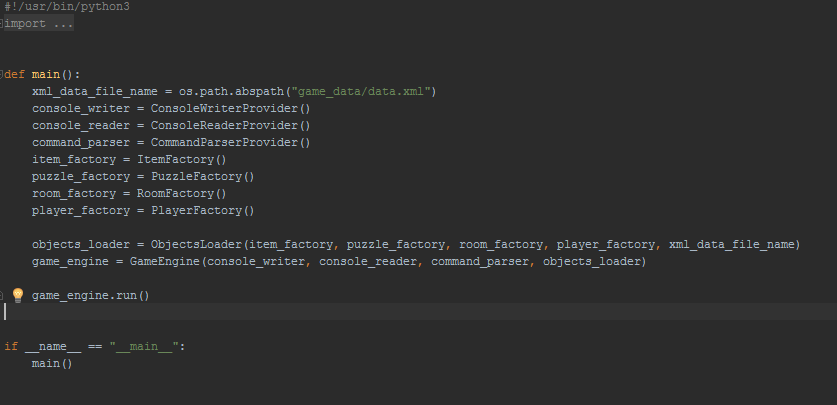 #!/usr/bin/python3
import ...
def main():
    xml_data_file_name = os.path.abspath("game_data/data.xml")
    console_writer = ConsoleWriterProvider()
    console_reader = ConsoleReaderProvider()
    command_parser = CommandParserProvider()
    item_factory = ItemFactory()
    puzzle_factory = PuzzleFactory()
    room_factory = RoomFactory()
    player_factory = PlayerFactory()
    objects_loader = ObjectsLoader(item_factory, puzzle_factory, room_factory, player_factory, xml_data_file_name)
    game_engine = GameEngine(console_writer, console_reader, command_parser, objects_loader)
    game_engine.run()
if __name__ == "__main__":
    main()